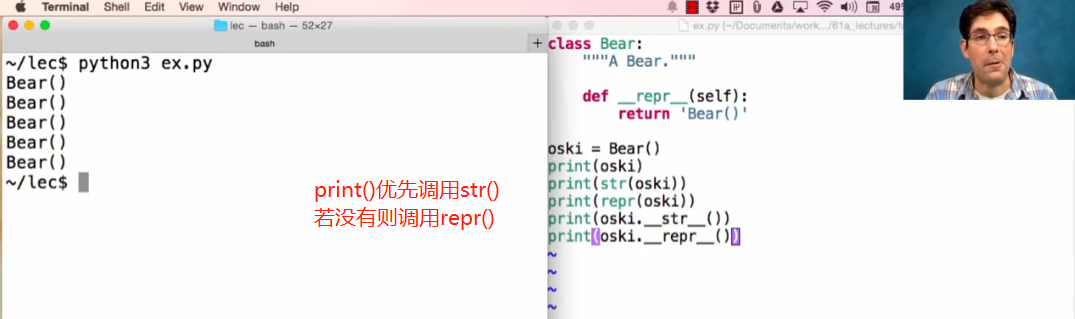 Terminal Shell Edit View Window Help
lec — bash — 52×27
bash
+
~/lec$ python3 ex.py
Bear()
Bear()
Bear()
Bear()
Bear()
~/lec$
print()优先调用str()
若没有则调用repr()
49%
ex.py (~/Documents/work.../61a_lectures/
class Bear:
"""A Bear."""
def __repr__(self):
return 'Bear()'
oski = Bear()
print(oski)
print(str(oski))
print(repr(oski))
print(oski.__str__())
print(oski.__repr__())
~
~
~
~